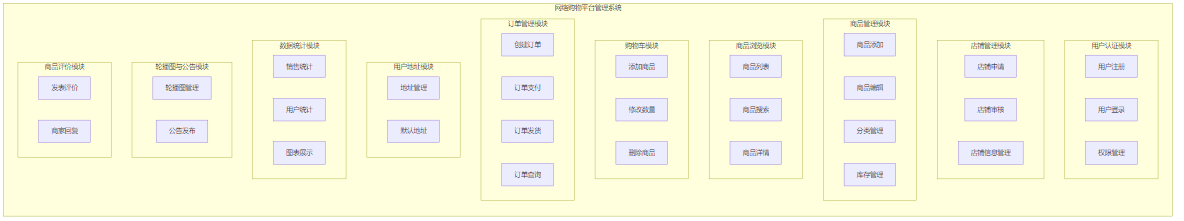 网络购物平台管理系统
商品评价模块
发表评价
商家回复
轮播图与公告模块
轮播图管理
公告发布
数据统计模块
销售统计
用户统计
图表展示
用户地址模块
地址管理
默认地址
订单管理模块
创建订单
订单支付
订单发货
订单查询
购物车模块
添加商品
修改数量
删除商品
商品浏览模块
商品列表
商品搜索
商品详情
商品管理模块
商品添加
商品编辑
分类管理
库存管理
店铺管理模块
店铺申请
店铺审核
店铺信息管理
用户认证模块
用户注册
用户登录
权限管理